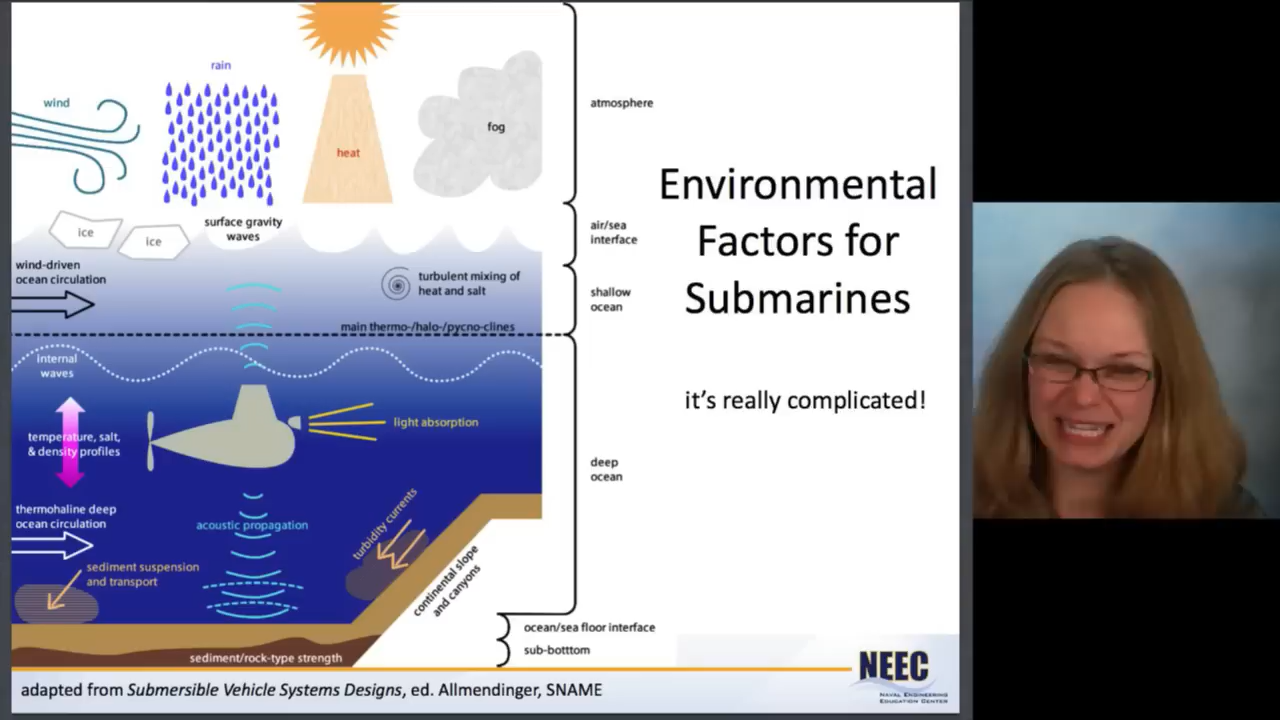 rain
wind
fog
heat
atmosphere
Environmental
Factors for
Submarines
it's really complicated!
ice
ice
surface gravity
waves
air/sea
interface
wind-driven
ocean circulation
turbulent mixing of
heat and salt
shallow
ocean
main thermo-/halo-/pycno-clines
internal
waves
light absorption
temperature, salt,
& density profiles
deep
ocean
thermohaline deep
ocean circulation
acoustic propagation
turbidity currents
sediment suspension
and transport
continental slope
and canyons
ocean/sea floor interface
sub-botttom
sediment/rock-type strength
NEEC
NAVAL ENGINEERING
EDUCATION CENTER
adapted from Submersible Vehicle Systems Designs, ed. Allmendinger, SNAME